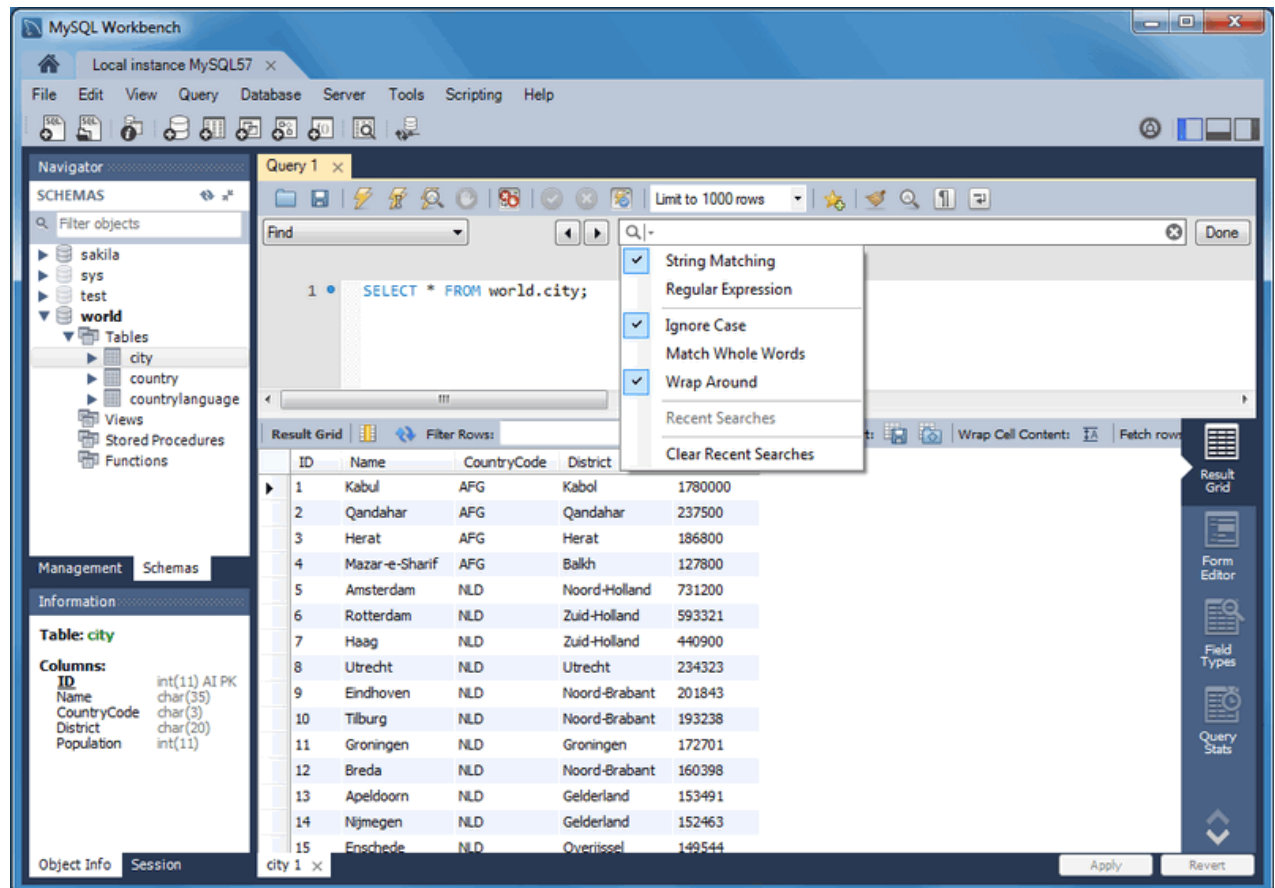 MySQL Workbench
Local instance MySQL57
File Edit View Query Database Server Tools Scripting Help
Navigator
SCHEMAS
Filter objects
sakila
sys
test
world
Tables
city
country
countrylanguage
Views
Stored Procedures
Functions
Management Schemas
Information
Table: city
Columns:
ID int(11) AI PK
Name char(35)
CountryCode char(3)
District char(20)
Population int(11)
Object Info Session
Query 1
Limit to 1000 rows
Find Done
1 SELECT * FROM world.city;
String Matching
Regular Expression
Ignore Case
Match Whole Words
Wrap Around
Recent Searches
Clear Recent Searches
Result Grid Filter Rows: Wrap Cell Content: Fetch
ID Name CountryCode District
1 Kabul AFG Kabol 1780000
2 Qandahar AFG Qandahar 237500
3 Herat AFG Herat 186800
4 Mazar-e-Sharif AFG Balkh 127800
5 Amsterdam NLD Noord-Holland 731200
6 Rotterdam NLD Zuid-Holland 593321
7 Haag NLD Zuid-Holland 440900
8 Utrecht NLD Utrecht 234323
9 Eindhoven NLD Noord-Brabant 201843
10 Tilburg NLD Noord-Brabant 193238
11 Groningen NLD Groningen 172701
12 Breda NLD Noord-Brabant 160398
13 Apeldoorn NLD Gelderland 153491
14 Nijmegen NLD Gelderland 152463
15 Enschede NLD Overijssel 149544
Result
Grid
Form
Editor
Field
Types
Query
Stats
city 1
Apply Revert